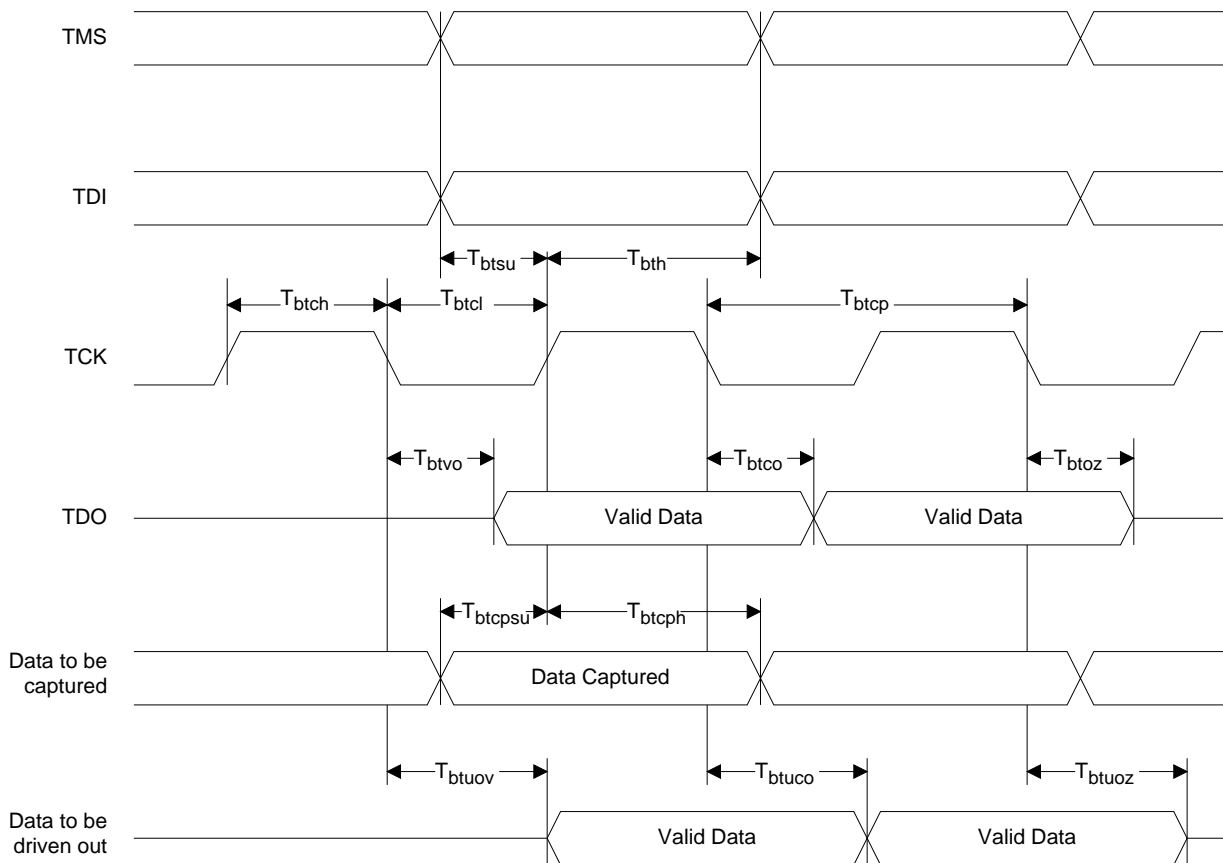 TMS
TDI
Tbtsu
Tbth
Tbtch
Tbtcl
Tbtcp
TCK
Tbtvo
Tbtco
Tbtoz
TDO
Valid Data
Valid Data
Tbtcpsu
Tbtcph
Data to be
captured
Data Captured
Tbtuov
Tbtuco
Tbtuoz
Data to be
driven out
Valid Data
Valid Data